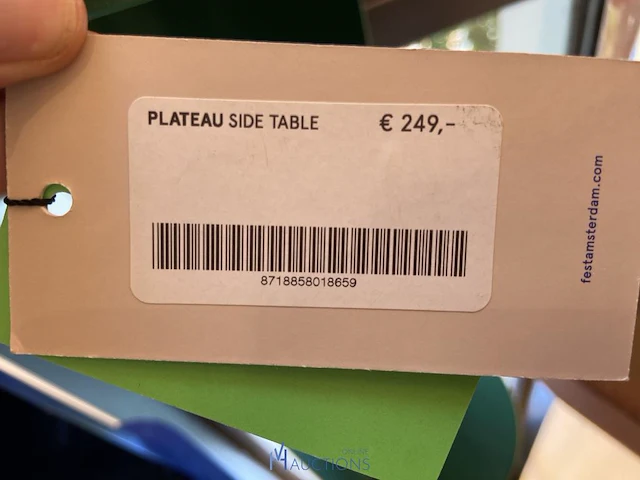 PLATEAU SIDE TABLE € 249,-
8718858018659
festamsterdam.com
AUCTIONS